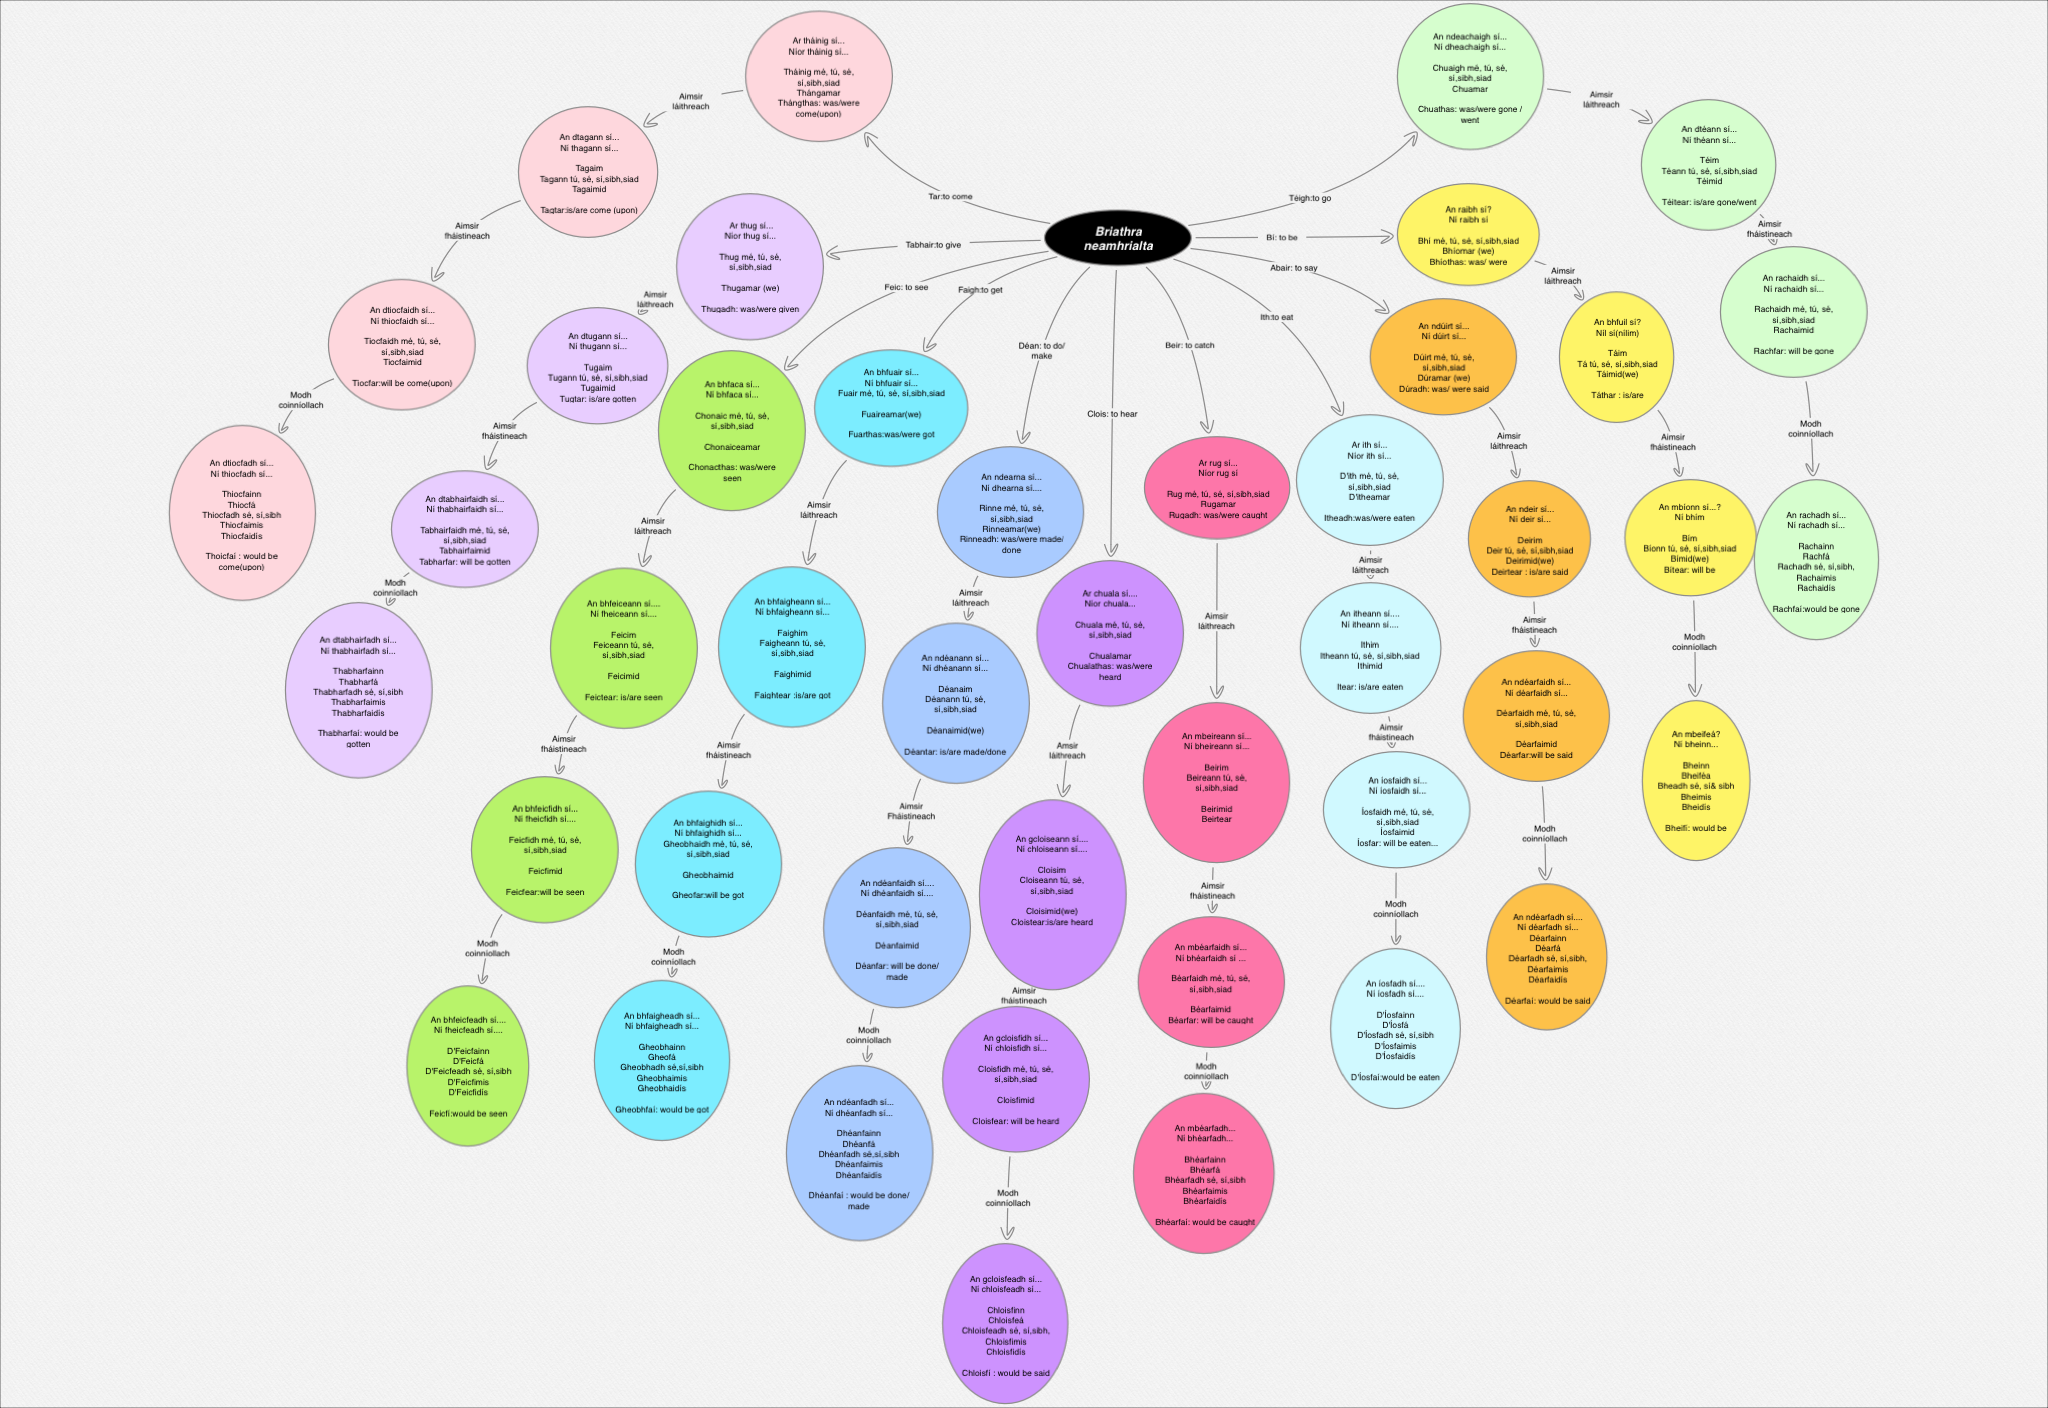 Briathra
neamhrialta
Tar:to come
Ar tháinig sí...
Níor tháinig sí...
Tháinig mé, tú, sé,
sí,sibh,siad
Thángamar
Thángthas: was/were
come(upon)
Aimsir
láithreach
An dtagann sí...
Ní thagann sí...
Tagaim
Tagann tú, sé, sí,sibh,siad
Tagaimid
Tagtar:is/are come (upon)
Aimsir
fháistineach
An dtiocfaidh sí...
Ní thiocfaidh sí...
Tiocfaidh mé, tú, sé,
sí,sibh,siad
Tiocfaimid
Tiocfar:will be come(upon)
Modh
coinníollach
An dtiocfadh sí...
Ní thiocfadh sí...
Thiocfainn
Thiocfá
Thiocfadh sé, sí,sibh
Thiocfaimis
Thiocfaidís
Thoicfaí : would be
come(upon)
Tabhair:to give
Ar thug sí...
Níor thug sí...
Thug mé, tú, sé,
sí,sibh,siad
Thugamar (we)
Thugadh: was/were given
Aimsir
láithreach
An dtugann sí...
Ní thugann sí...
Tugaim
Tugann tú, sé, sí,sibh,siad
Tugaimid
Tugtar: is/are gotten
Aimsir
fháistineach
An dtabhairfaidh sí...
Ní thabhairfaidh sí...
Tabhairfaidh mé, tú, sé,
sí,sibh,siad
Tabhairfaimid
Tabharfar: will be gotten
Modh
coinníollach
An dtabhairfadh sí...
Ní thabhairfadh sí...
Thabharfainn
Thabharfá
Thabharfadh sé, sí,sibh
Thabharfaimis
Thabharfaidís
Thabharfaí: would be
gotten
Feic: to see
An bhfaca sí...
Ní bhfaca sí...
Chonaic mé, tú, sé,
sí,sibh,siad
Chonaiceamar
Chonacthas: was/were
seen
Aimsir
láithreach
An bhfeiceann sí....
Ní fheiceann sí....
Feicim
Feiceann tú, sé,
sí,sibh,siad
Feicimid
Feictear: is/are seen
Aimsir
fháistineach
An bhfeicfidh sí...
Ní fheicfidh sí....
Feicfidh mé, tú, sé,
sí,sibh,siad
Feicfimid
Feicfear:will be seen
Modh
coinníollach
An bhfeicfeadh sí....
Ní fheicfeadh sí....
D'Feicfainn
D'Feicfá
D'Feicfeadh sé, sí,sibh
D'Feicfimis
D'Feicfidís
Feicfí:would be seen
Faigh:to get
An bhfuair sí...
Ní bhfuair sí...
Fuair mé, tú, sé, sí,sibh,siad
Fuaireamar(we)
Fuarthas:was/were got
Aimsir
láithreach
An bhfaigheann sí...
Ní bhfaigheann sí...
Faighim
Faigheann tú, sé,
sí,sibh,siad
Faighimid
Faightear :is/are got
Aimsir
fháistineach
An bhfaighidh sí...
Ní bhfaighidh sí...
Gheobhaidh mé, tú, sé,
sí,sibh,siad
Gheobhaimid
Gheofar:will be got
Modh
coinníollach
An bhfaigheadh sí...
Ní bhfaigheadh sí...
Gheobhainn
Gheofá
Gheobhadh sé,sí,sibh
Gheobhaimis
Gheobhaidís
Gheobhfaí: would be got
Déan: to do/
make
An ndearna sí...
Ní dhearna sí....
Rinne mé, tú, sé,
sí,sibh,siad
Rinneamar(we)
Rinneadh: was/were made/
done
Aimsir
láithreach
An ndéanann sí...
Ní dhéanann sí...
Déanaim
Déanann tú, sé,
sí,sibh,siad
Déanaimid(we)
Déantar: is/are made/done
Aimsir
Fháistineach
An ndéanfaidh sí....
Ní dhéanfaidh sí....
Déanfaidh mé, tú, sé,
sí,sibh,siad
Déanfaimid
Déanfar: will be done/
made
Modh
coinníollach
An ndéanfadh sí...
Ní dhéanfadh sí...
Dhéanfainn
Dhéanfá
Dhéanfadh sé,sí,sibh
Dhéanfaimis
Dhéanfaidís
Dhéanfaí : would be done/
made
Clois: to hear
Ar chuala sí....
Níor chuala...
Chuala mé, tú, sé,
sí,sibh,siad
Chualamar
Chualathas: was/were
heard
Amsir
láithreach
An gcloiseann sí....
Ní chloiseann sí....
Cloisim
Cloiseann tú, sé,
sí,sibh,siad
Cloisimid(we)
Cloistear:is/are heard
Aimsir
fháistineach
An gcloisfidh sí...
Ní chloisfidh sí...
Cloisfidh mé, tú, sé,
sí,sibh,siad
Cloisfimid
Cloisfear: will be heard
Modh
coinníollach
An gcloisfeadh sí...
Ní chloisfeadh sí...
Chloisfinn
Chloisfeá
Chloisfeadh sé, sí,sibh,
Chloisfimis
Chloisfidís
Chloisfí : would be said
Beir: to catch
Ar rug sí...
Níor rug sí
Rug mé, tú, sé, sí,sibh,siad
Rugamar
Rugadh: was/were caught
Aimsir
láithreach
An mbeireann sí...
Ní bheireann sí...
Beirim
Beireann tú, sé,
sí,sibh,siad
Beirimid
Beirtear
Aimsir
fháistineach
An mbéarfaidh sí...
Ní bhéarfaidh sí ...
Béarfaidh mé, tú, sé,
sí,sibh,siad
Béarfaimid
Béarfar: will be caught
Modh
coinníollach
An mbéarfadh...
Ní bhéarfadh...
Bhéarfainn
Bhéarfá
Bhéarfadh sé, sí,sibh
Bhéarfaimis
Bhéarfaidís
Bhéarfaí: would be caught
Ith:to eat
Ar ith sí...
Níor ith sí...
D'ith mé, tú, sé,
sí,sibh,siad
D'itheamar
Itheadh:was/were eaten
Aimsir
láithreach
An itheann sí....
Ní itheann sí....
Ithim
Itheann tú, sé, sí,sibh,siad
Ithimid
Itear: is/are eaten
Aimsir
fháistineach
An íosfaidh sí...
Ní íosfaidh sí...
Íosfaidh mé, tú, sé,
sí,sibh,siad
Íosfaimid
Íosfar: will be eaten...
Modh
coinníollach
An íosfadh sí....
Ní íosfadh sí....
D'Íosfainn
D'Íosfá
D'Íosfadh sé, sí,sibh
D'Íosfaimis
D'Íosfaidís
D'Íosfaí:would be eaten
Abair: to say
An ndúirt sí...
Ní dúirt sí...
Dúirt mé, tú, sé,
sí,sibh,siad
Dúramar (we)
Dúradh: was/ were said
Aimsir
láithreach
An ndeir sí...
Ní deir sí...
Deirim
Deir tú, sé, sí,sibh,siad
Deirimid(we)
Deirtear : is/are said
Aimsir
fháistineach
An ndéarfaidh sí...
Ní déarfaidh sí...
Déarfaidh mé, tú, sé,
sí,sibh,siad
Déarfaimid
Déarfar:will be said
Modh
coinníollach
An ndéarfadh sí....
Ní déarfadh sí...
Déarfainn
Déarfá
Déarfadh sé, sí,sibh,
Déarfaimis
Déarfaidís
Déarfaí: would be said
Bí: to be
An raibh sí?
Ní raibh sí
Bhí mé, tú, sé, sí,sibh,siad
Bhíomar (we)
Bhíothas: was/ were
Aimsir
láithreach
An bhfuil sí?
Níl sí(nílim)
Táim
Tá tú, sé, sí,sibh,siad
Táimid(we)
Táthar : is/are
Aimsir
fháistineach
An mbíonn sí...?
Ní bhím
Bím
Bíonn tú, sé, sí,sibh,siad
Bímid(we)
Bítear: will be
Modh
coinníollach
An mbeifeá?
Ní bheinn...
Bheinn
Bheiféa
Bheadh sé, sí& sibh
Bheimis
Bheidís
Bheifí: would be
Téigh:to go
An ndeachaigh sí...
Ní dheachaigh sí...
Chuaigh mé, tú, sé,
sí,sibh,siad
Chuamar
Chuathas: was/were gone /
went
Aimsir
láithreach
An dtéann sí...
Ní théann sí...
Téim
Téann tú, sé, sí,sibh,siad
Téimid
Téitear: is/are gone/went
Aimsir
fháistineach
An rachaidh sí...
Ní rachaidh sí...
Rachaidh mé, tú, sé,
sí,sibh,siad
Rachaimid
Rachfar: will be gone
Modh
coinníollach
An rachadh sí...
Ní rachadh sí...
Rachainn
Rachfá
Rachadh sé, sí,sibh,
Rachaimis
Rachaidís
Rachfaí:would be gone